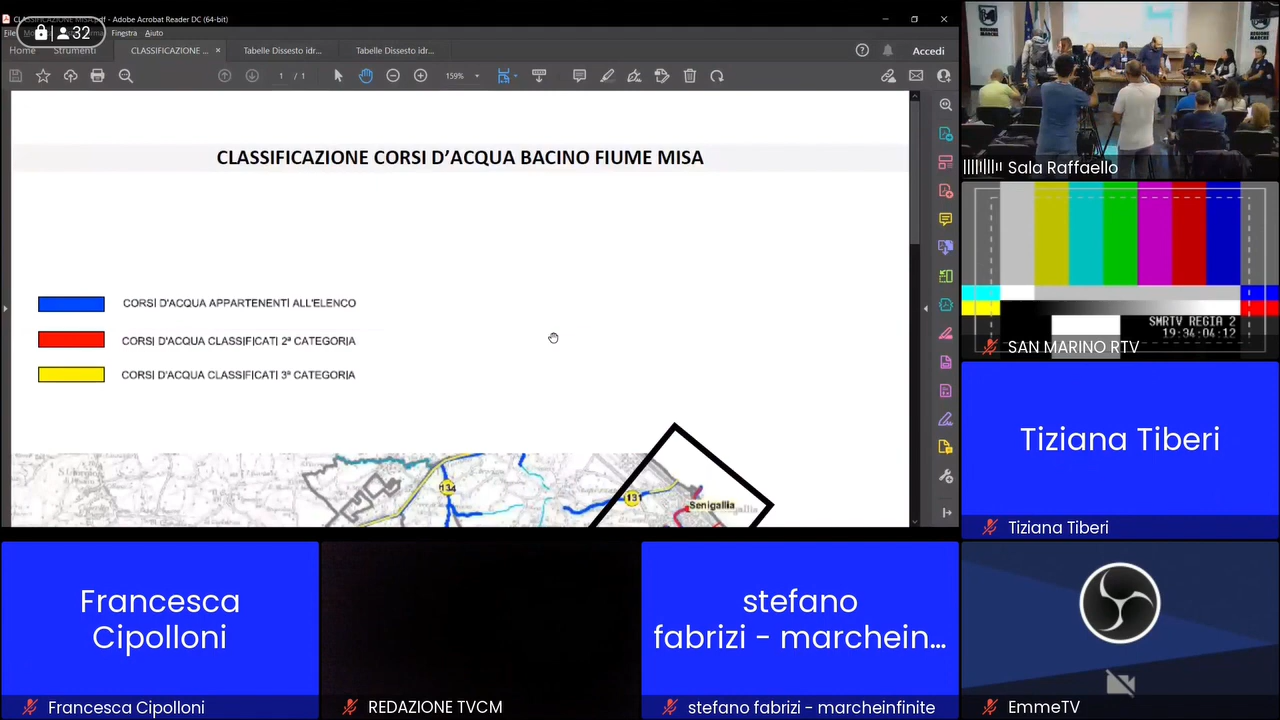 CLASSIFICAZIONE MISA.pdf - Adobe Acrobat Reader DC (64-bit)
32
File
Finestra
Aiuto
Home
Strumenti
CLASSIFICAZIONE ...
Tabelle Dissesto idr...
Tabelle Dissesto idr...
Accedi
1 / 1
159%
CLASSIFICAZIONE CORSI D'ACQUA BACINO FIUME MISA
CORSI D'ACQUA APPARTENENTI ALL'ELENCO
CORSI D'ACQUA CLASSIFICATI 2ª CATEGORIA
CORSI D'ACQUA CLASSIFICATI 3ª CATEGORIA
134
131
Senigallia
REGIONE MARCHE
Sala Raffaello
SMRTV REGIA 2
19:34:04:12
SAN MARINO RTV
Tiziana Tiberi
Tiziana Tiberi
Francesca
Cipolloni
Francesca Cipolloni
REDAZIONE TVCM
stefano
fabrizi - marchein...
stefano fabrizi - marcheinfinite
EmmeTV